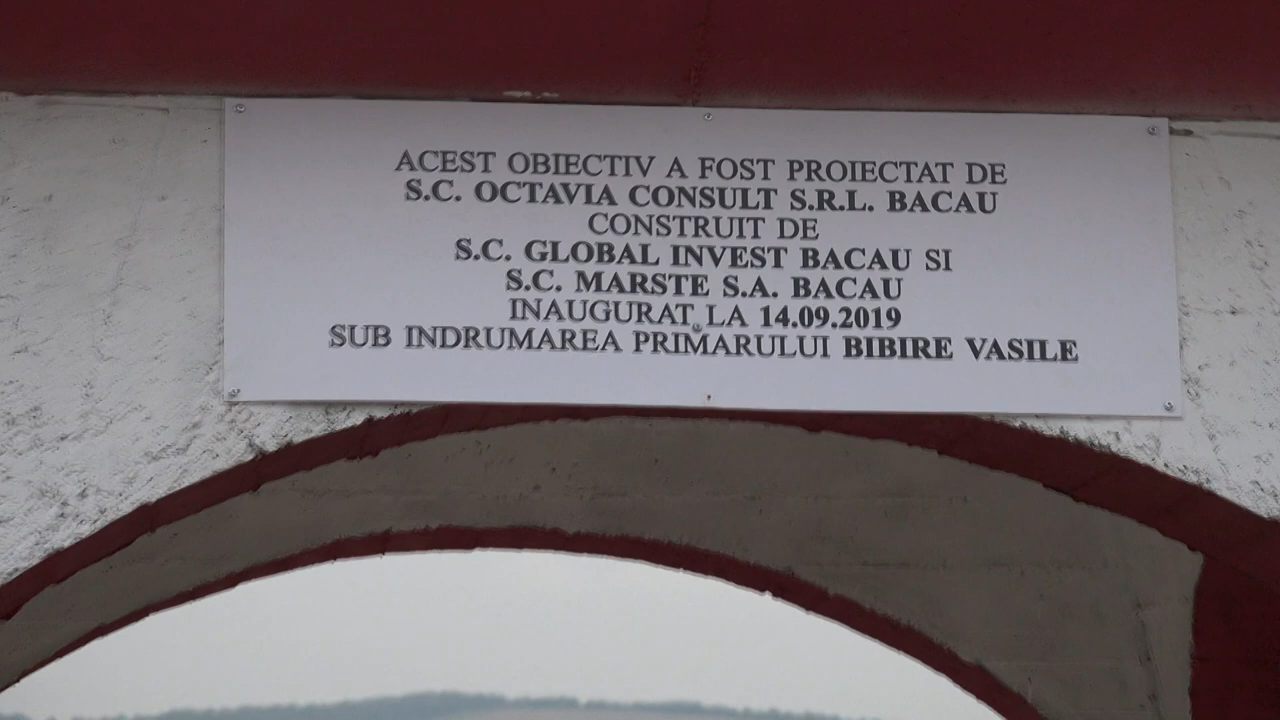 ACEST OBIECTIV A FOST PROIECTAT DE
S.C. OCTAVIA CONSULT S.R.L. BACAU
CONSTRUIT DE
S.C. GLOBAL INVEST BACAU SI
S.C. MARSTE S.A. BACAU
INAUGURAT LA 14.09.2019
SUB INDRUMAREA PRIMARULUI BIBIRE VASILE